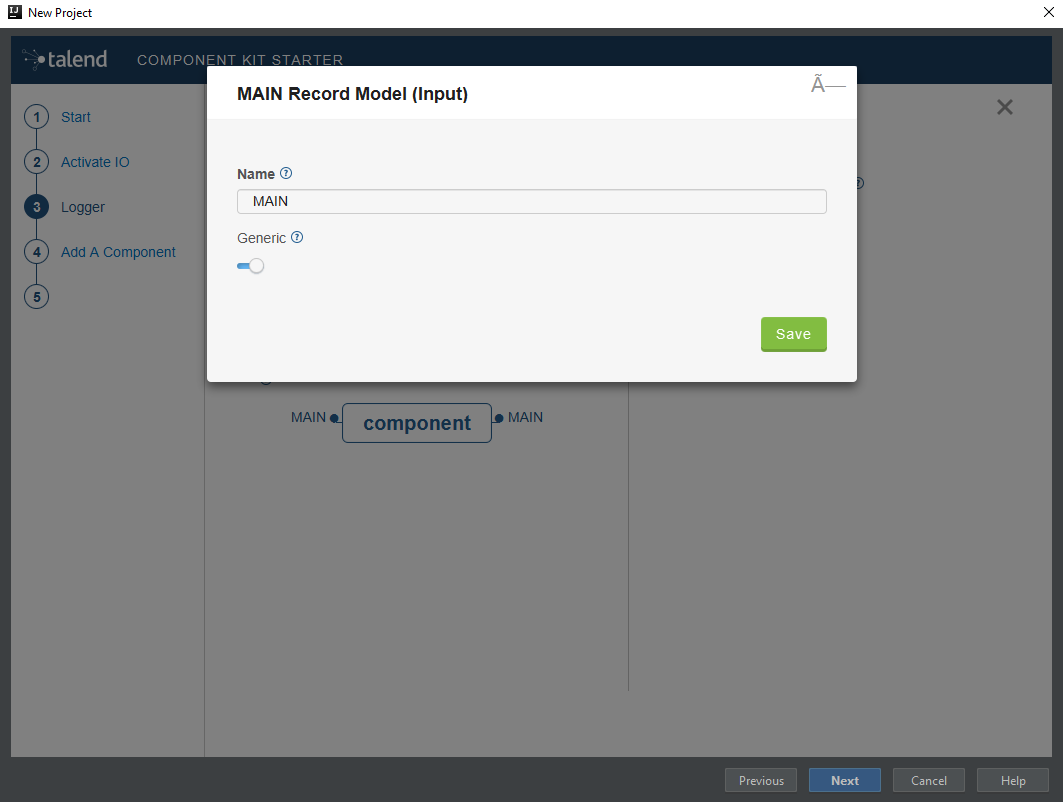 New Project
talend
COMPONENT KIT STARTER
MAIN Record Model (Input)
Ã—
1 Start
2 Activate IO
3 Logger
4 Add A Component
5
Name ?
MAIN
Generic ?
Save
MAIN component MAIN
Previous Next Cancel Help